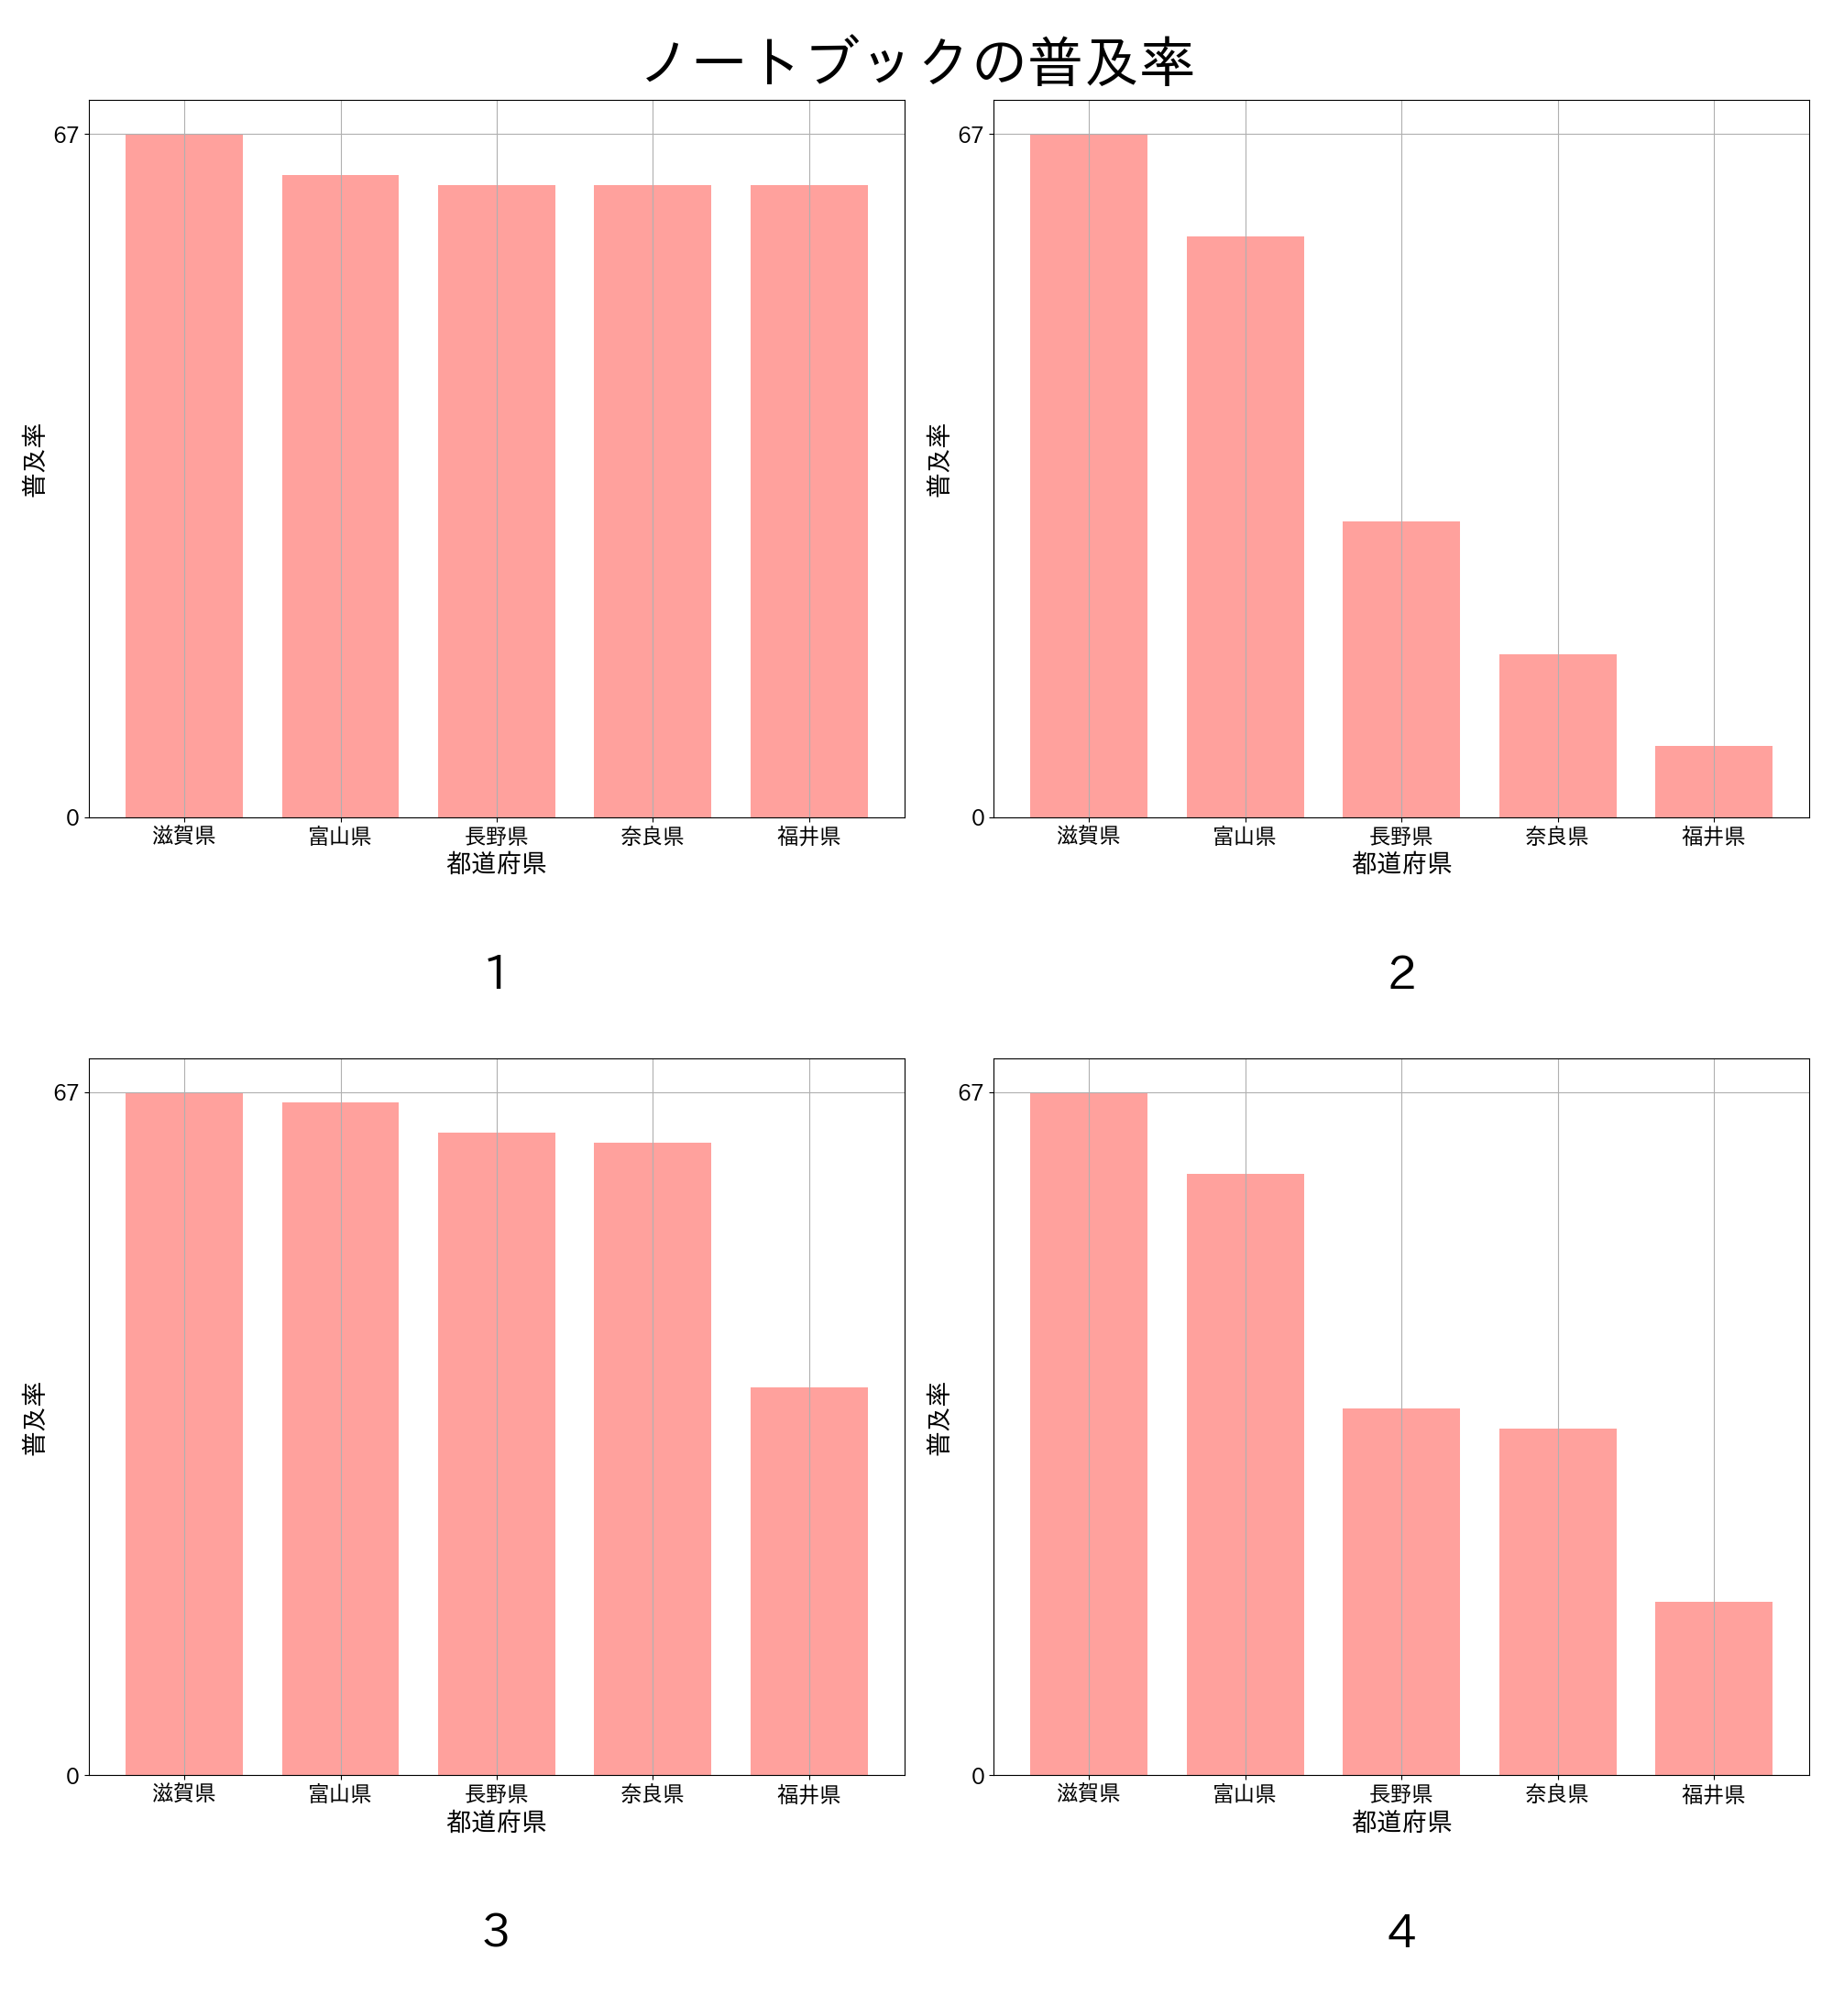 ノートブックの普及率
67
0
普及率
滋賀県 富山県 長野県 奈良県 福井県
都道府県
1
67
0
普及率
滋賀県 富山県 長野県 奈良県 福井県
都道府県
2
67
0
普及率
滋賀県 富山県 長野県 奈良県 福井県
都道府県
3
67
0
普及率
滋賀県 富山県 長野県 奈良県 福井県
都道府県
4